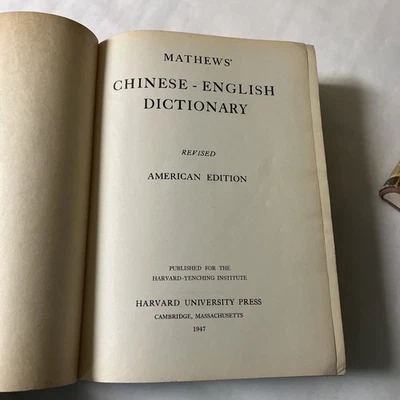 MATHEWS'
CHINESE - ENGLISH
DICTIONARY
REVISED
AMERICAN EDITION
PUBLISHED FOR THE
HARVARD-YENCHING INSTITUTE
HARVARD UNIVERSITY PRESS
CAMBRIDGE, MASSACHUSETTS
1947